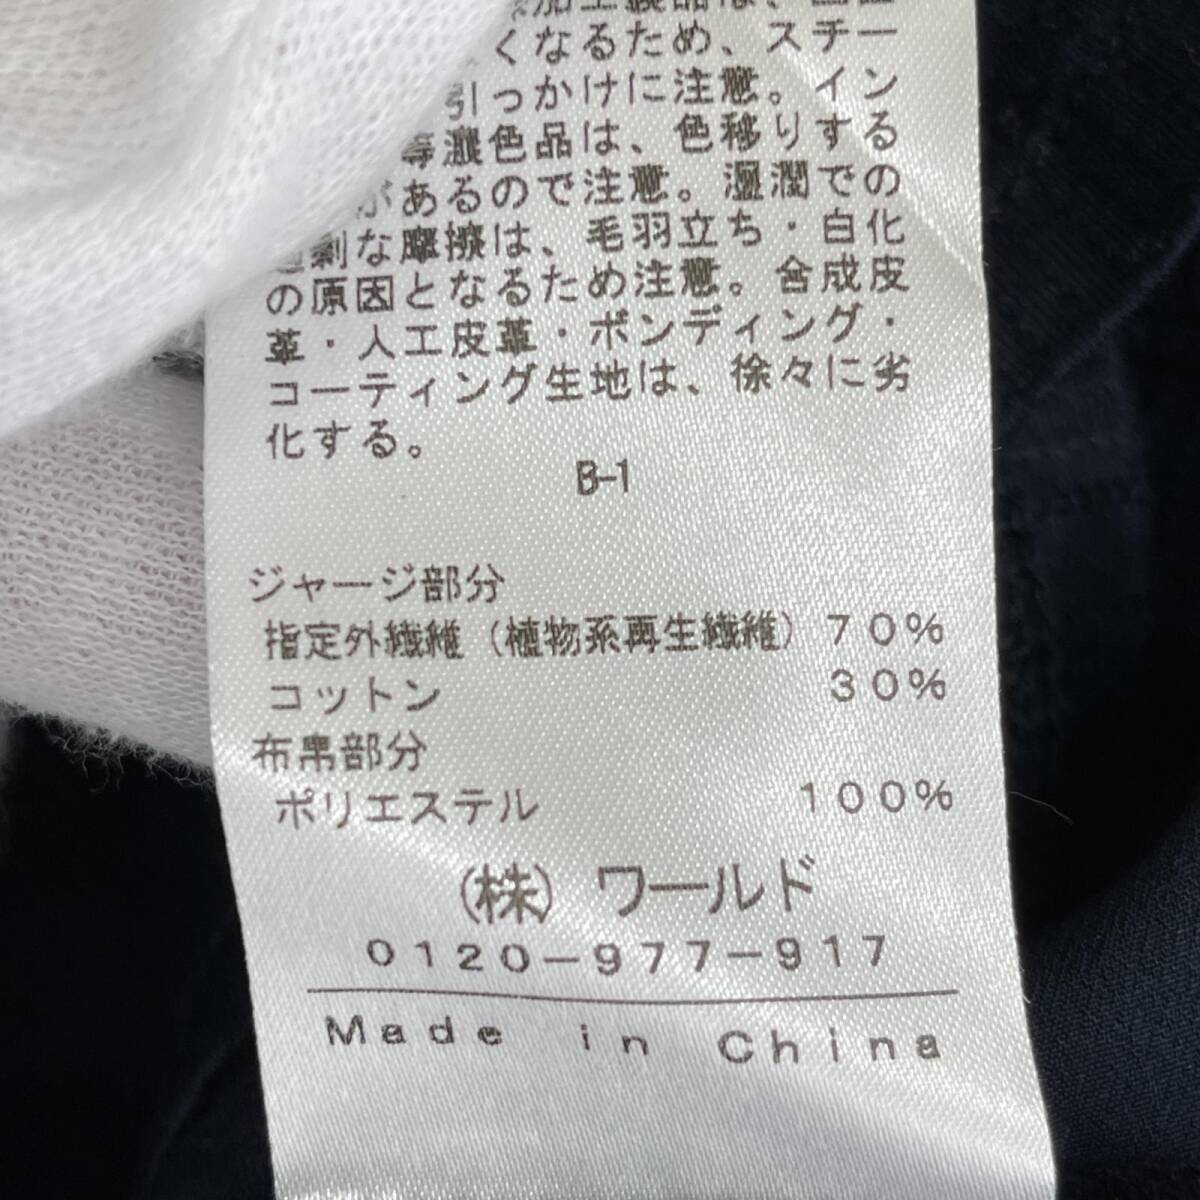 加工製品は、
くなるため、スチー
引っかけに注意。イン
等濃色品は、色移りする
があるので注意。湿潤での
剰な摩擦は、毛羽立ち・白化
の原因となるため注意。合成皮
革・人工皮革・ボンディング・
コーティング生地は、徐々に劣
化する。
B-1
ジャージ部分
指定外繊維（植物系再生繊維） 70%
コットン 30%
布帛部分
ポリエステル 100%
(株) ワールド
0120-977-917
Made in China